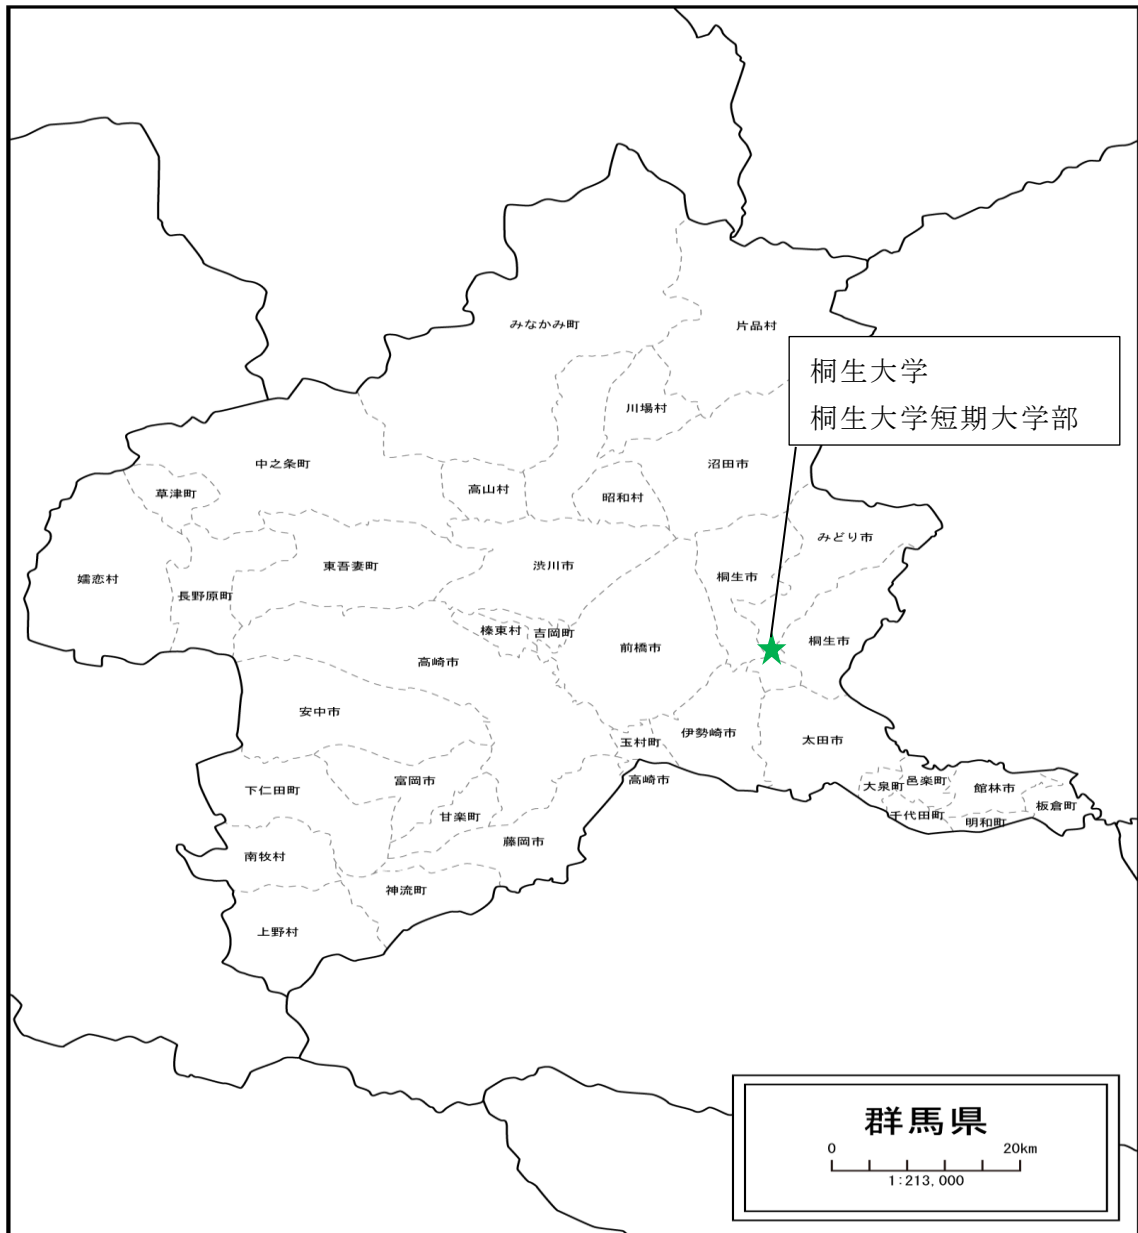 みなかみ町
片品村
桐生大学
桐生大学短期大学部
川場村
中之条町
沼田市
高山村
昭和村
草津町
みどり市
東吾妻町
渋川市
嬬恋村
桐生市
長野原町
榛東村
吉岡町
前橋市
桐生市
高崎市
安中市
玉村町
伊勢崎市
太田市
富岡市
高崎市
下仁田町
大泉町
邑楽町
館林市
板倉町
甘楽町
千代田町
明和町
藤岡市
南牧村
神流町
上野村
群馬県
0 20km
1:213,000